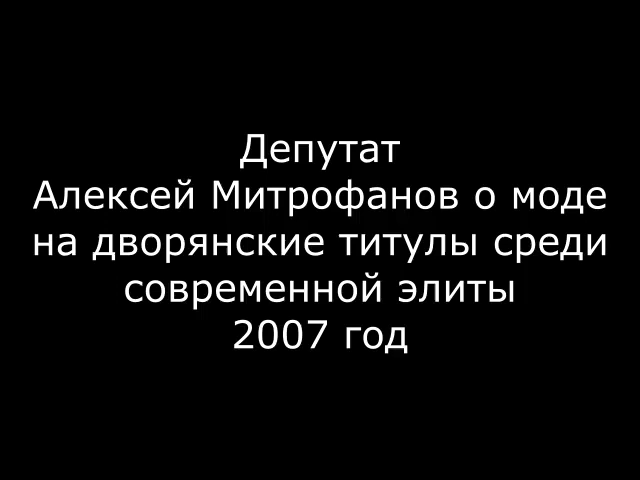 Депутат
Алексей Митрофанов о моде
на дворянские титулы среди
современной элиты
2007 год